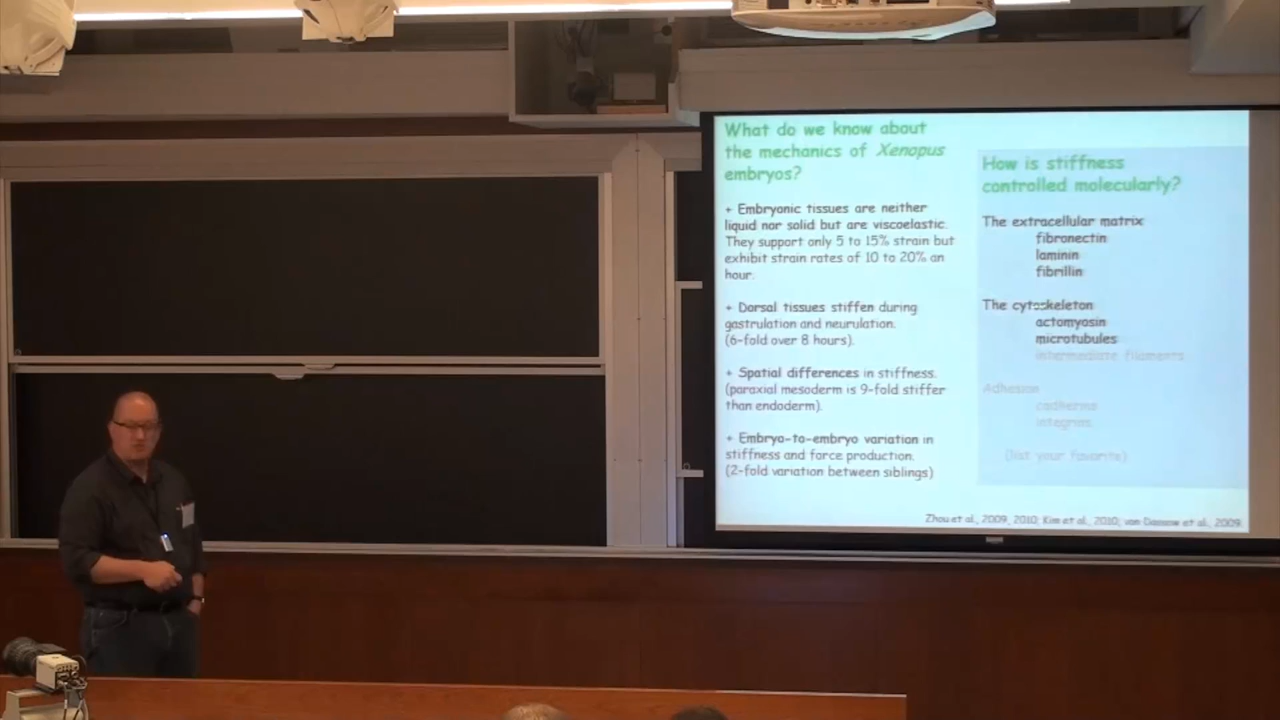 What do we know about
the mechanics of Xenopus
embryos?
+ Embryonic tissues are neither
liquid nor solid but are viscoelastic.
They support only 5 to 15% strain but
exhibit strain rates of 10 to 20% an
hour.
+ Dorsal tissues stiffen during
gastrulation and neurulation.
(6-fold over 8 hours).
+ Spatial differences in stiffness.
(paraxial mesoderm is 9-fold stiffer
than endoderm).
+ Embryo-to-embryo variation in
stiffness and force production.
(2-fold variation between siblings)
How is stiffness
controlled molecularly?
The extracellular matrix
fibronectin
laminin
fibrillin
The cytoskeleton
actomyosin
microtubules
intermediate filaments
Adhesion
cadherins
integrins
(list your favorite)
Zhou et al., 2009, 2010; Kim et al., 2010; von Dassow et al., 2009